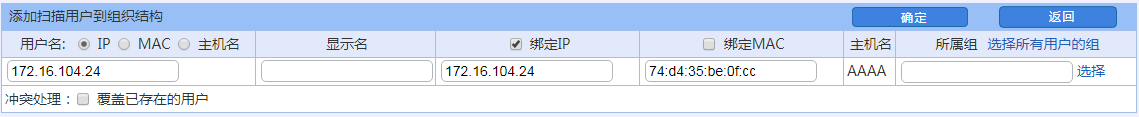 添加扫描用户到组织结构 确定 返回
用户名: IP MAC 主机名 显示名 绑定IP 绑定MAC 主机名 所属组 选择所有用户的组
172.16.104.24 172.16.104.24 74:d4:35:be:0f:cc AAAA 选择
冲突处理：覆盖已存在的用户